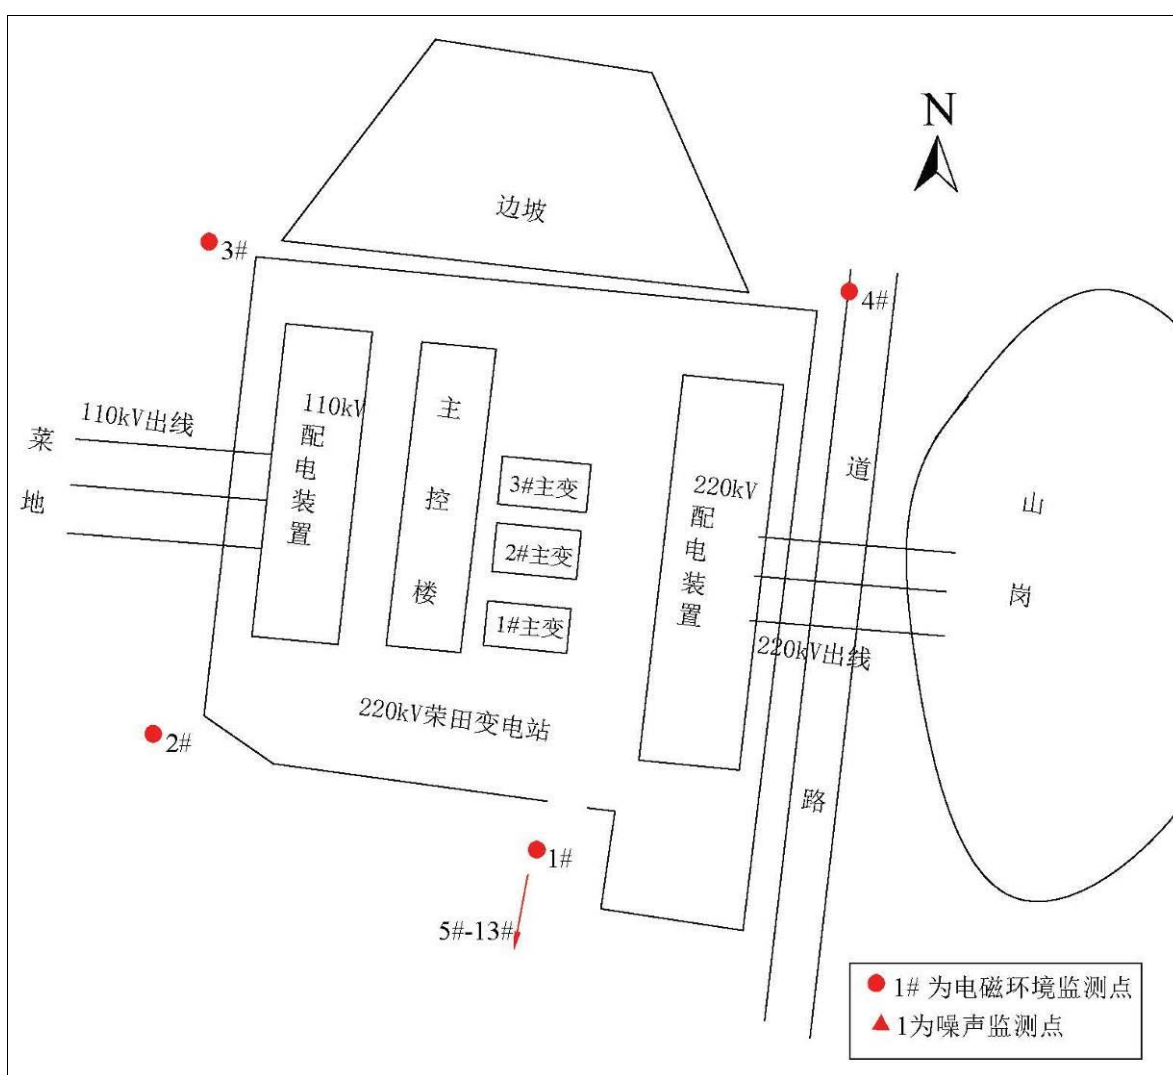 N
边坡
3#
4#
110kV出线
菜
地
110kV
配
电
装
置
主
控
楼
3#主变
2#主变
1#主变
220kV
配
电
装
置
道
路
山
岗
220kV出线
220kV荣田变电站
2#
1#
5#-13#
1# 为电磁环境监测点
1为噪声监测点